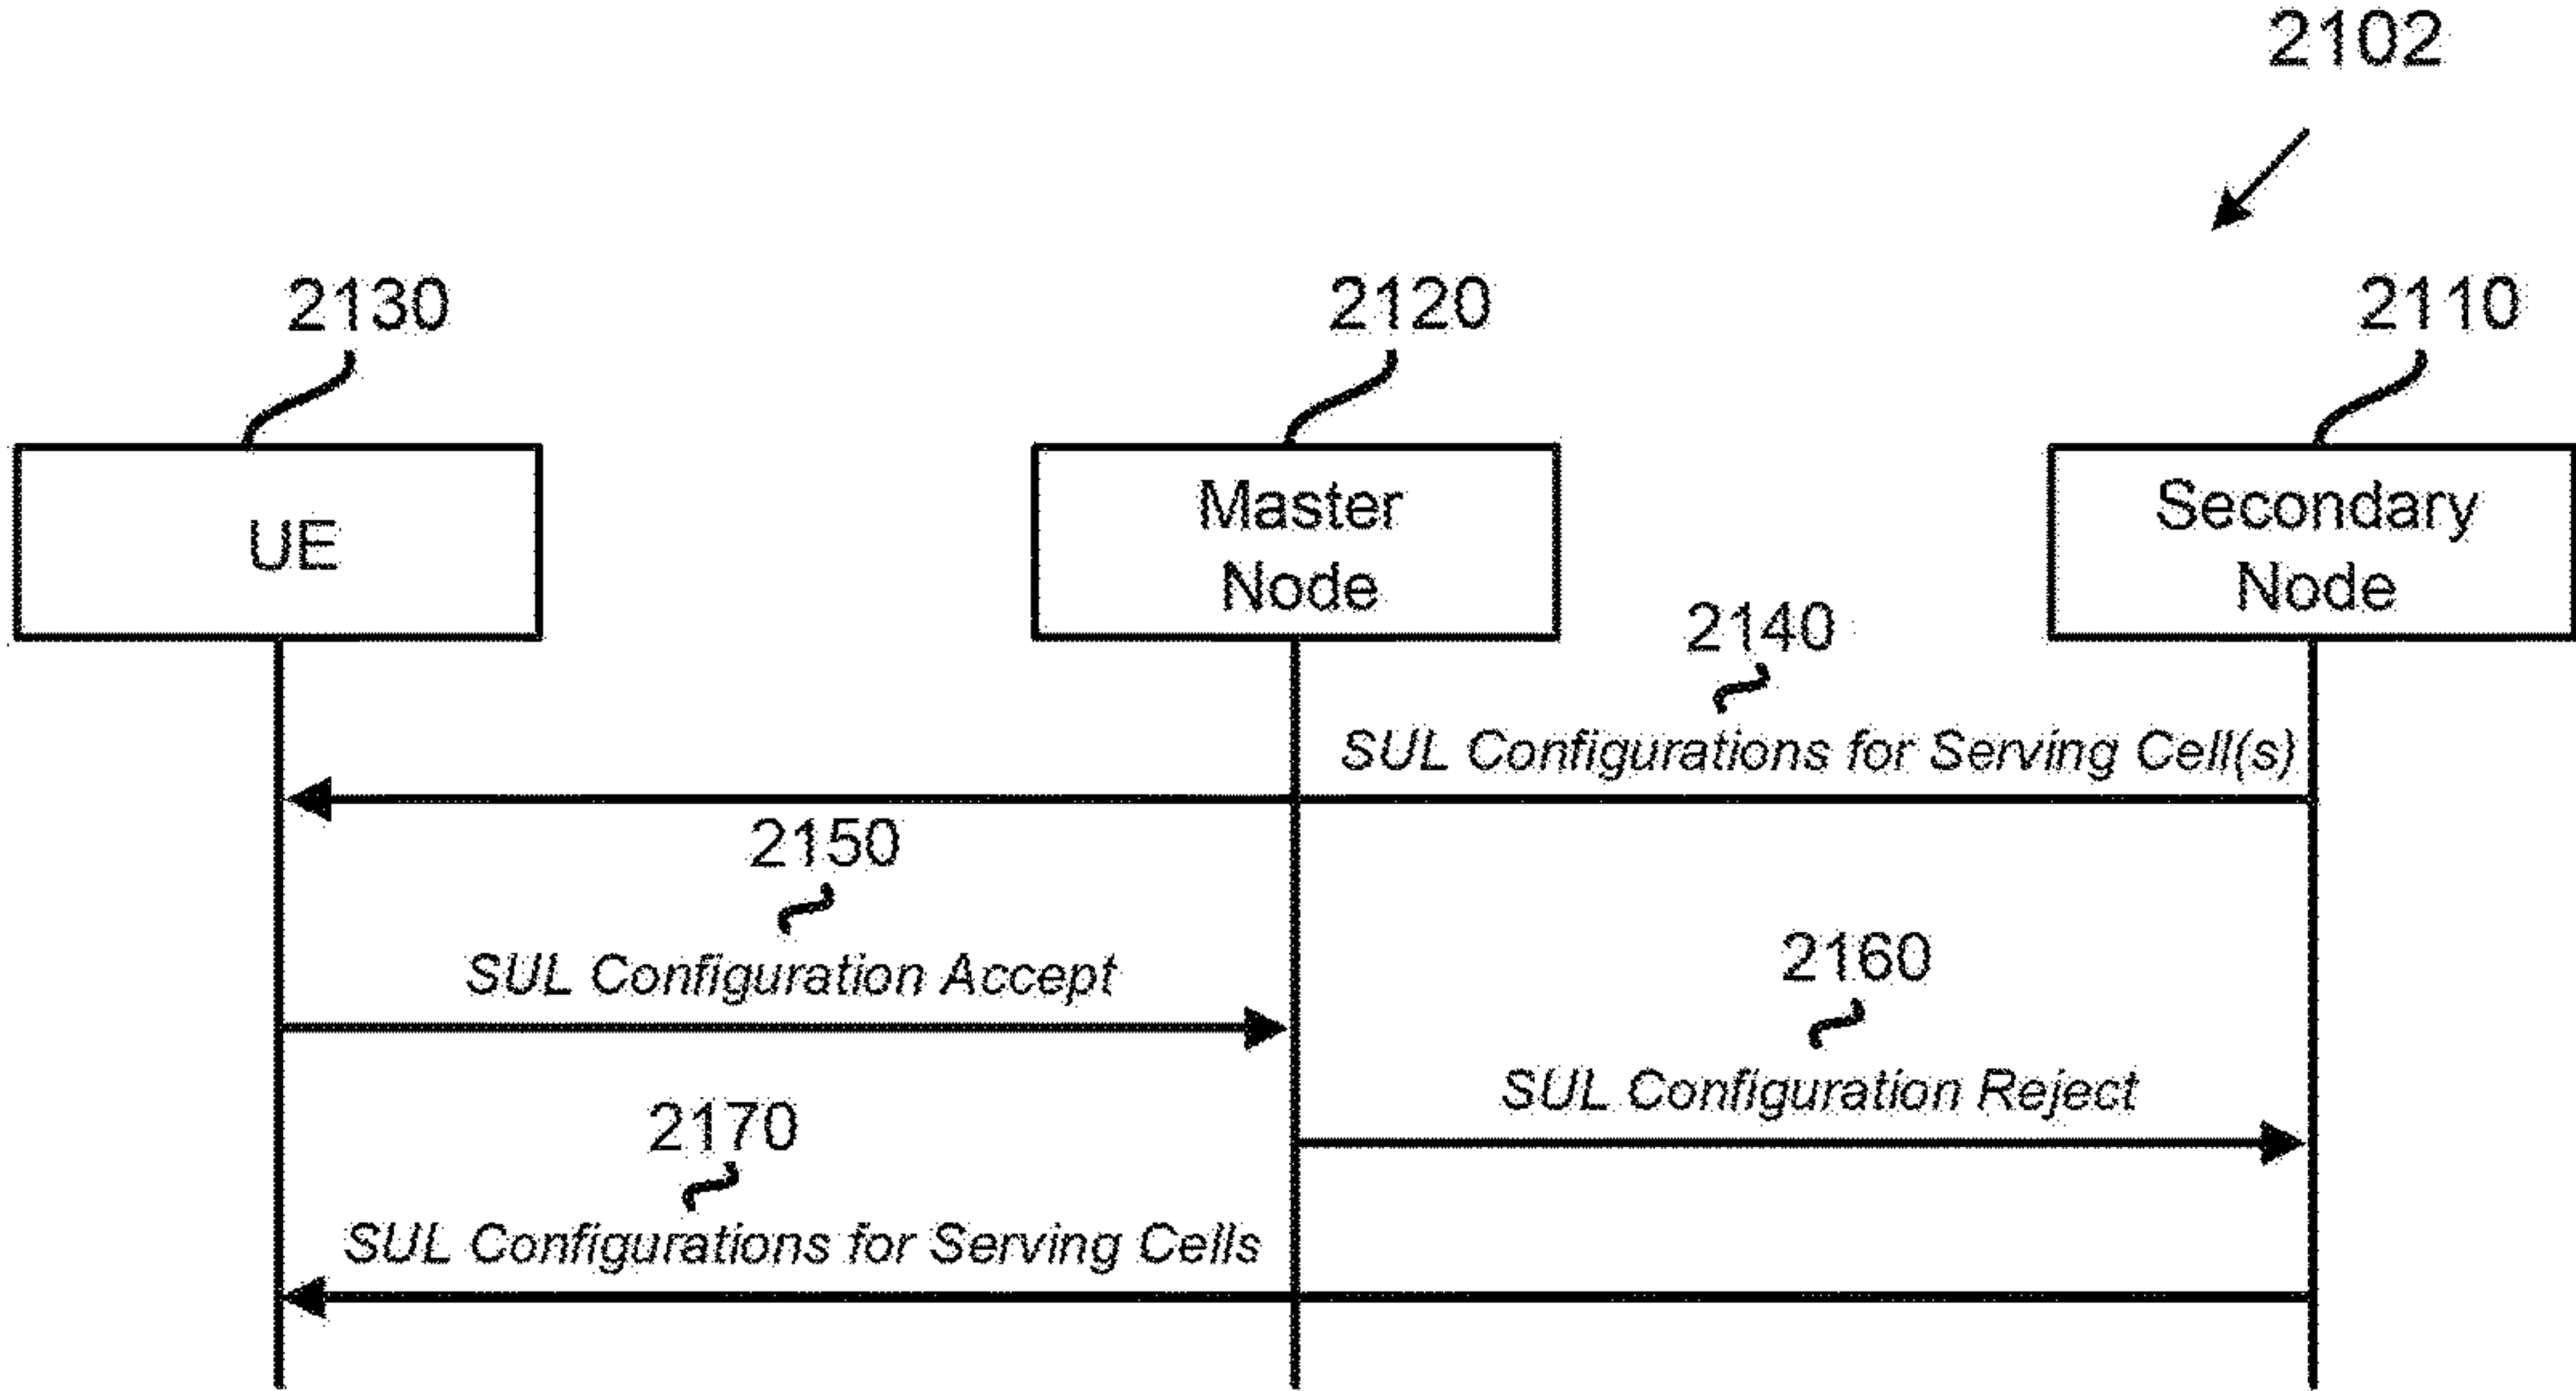 2102
2130
2120
2110
UE
Master
Node
Secondary
Node
2140
SUL Configurations for Serving Cell(s)
2150
SUL Configuration Accept
2160
SUL Configuration Reject
2170
SUL Configurations for Serving Cells